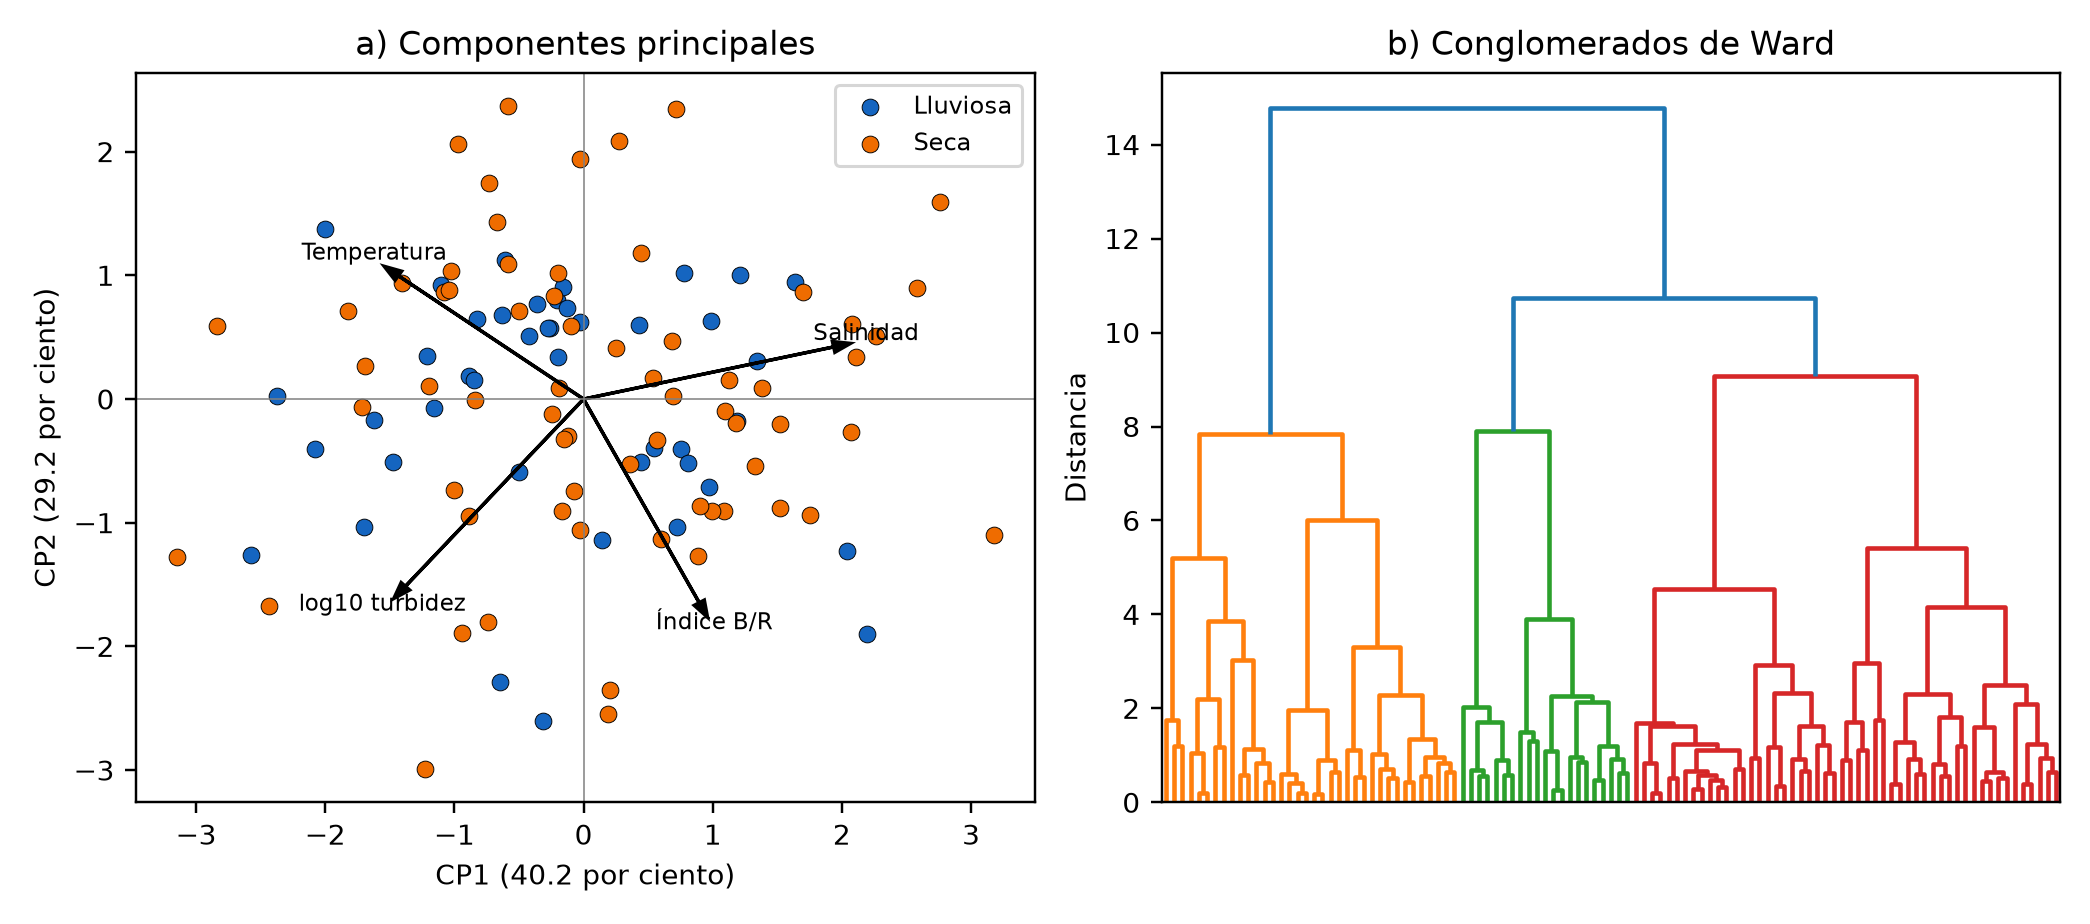 a) Componentes principales
Lluviosa
Seca
Temperatura
Salinidad
log10 turbidez
Índice B/R
2
1
0
−1
−2
−3
CP2 (29.2 por ciento)
−3
−2
−1
0
1
2
3
CP1 (40.2 por ciento)
b) Conglomerados de Ward
14
12
10
8
6
4
2
0
Distancia